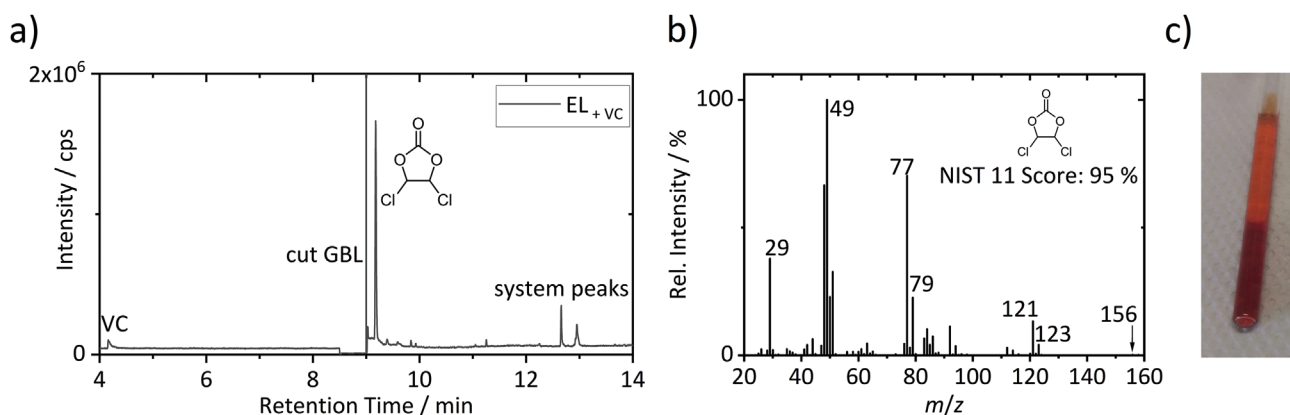 a)
2x10⁶
0
Intensity / cps
EL + VC
O
O O
Cl Cl
cut GBL
VC
system peaks
4 6 8 10 12 14
Retention Time / min
b)
100
50
0
Rel. Intensity / %
49
O
O O
Cl Cl
77
NIST 11 Score: 95 %
29
79
121
123
156
20 40 60 80 100 120 140 160
m/z
c)